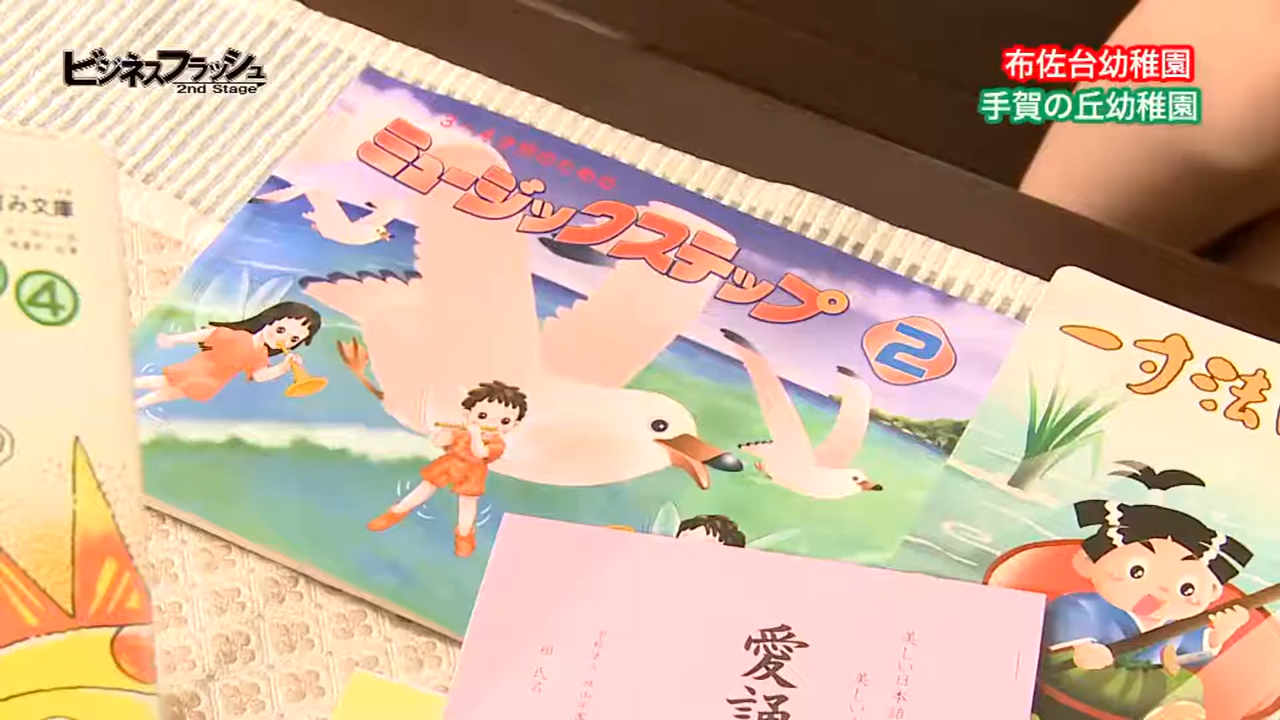 ビジネスフラッシュ
2nd Stage
布佐台幼稚園
手賀の丘幼稚園
み文庫
④
ミュージックステップ
2
一寸法
愛誦
美しい日本語
美しい
組 氏名